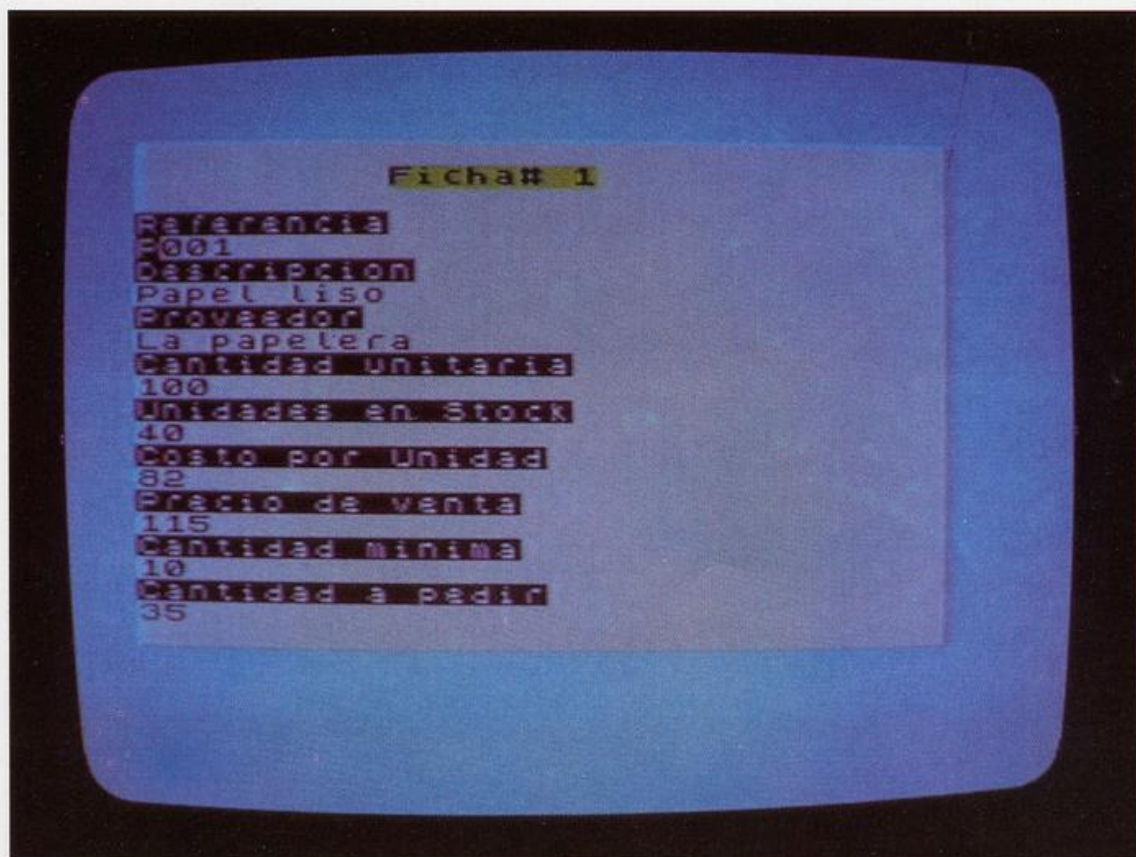 Ficha# 1
Referencia
P001
Descripcion
Papel liso
Proveedor
La papelera
Cantidad unitaria
100
Unidades en Stock
40
Costo por Unidad
82
Precio de venta
115
Cantidad minima
10
Cantidad a pedir
35